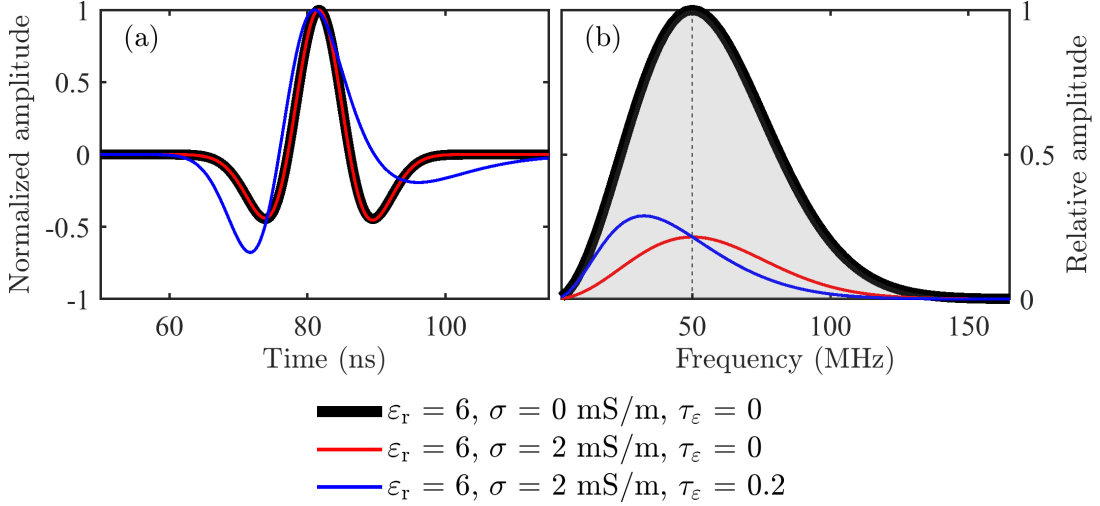 (a)
Normalized amplitude
1
0.5
0
-0.5
-1
60
80
100
Time (ns)
(b)
1
0.5
0
Relative amplitude
0
50
100
150
Frequency (MHz)
εr = 6, σ = 0 mS/m, τε = 0
εr = 6, σ = 2 mS/m, τε = 0
εr = 6, σ = 2 mS/m, τε = 0.2